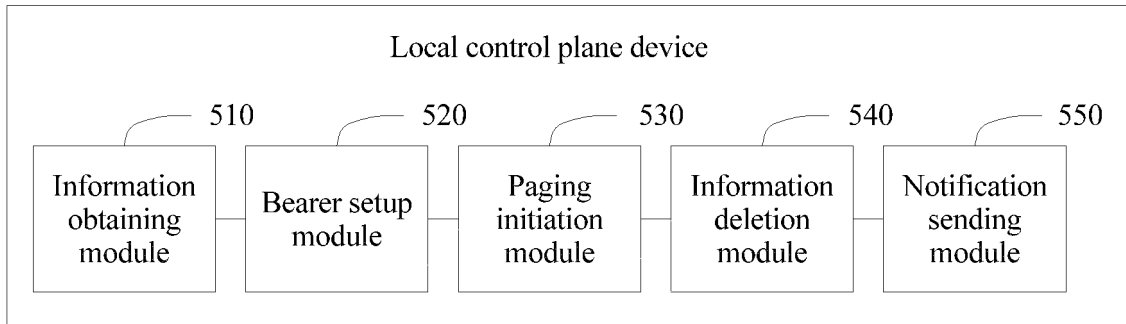 Local control plane device
510
520
530
540
550
Information
obtaining
module
Bearer setup
module
Paging
initiation
module
Information
deletion
module
Notification
sending
module